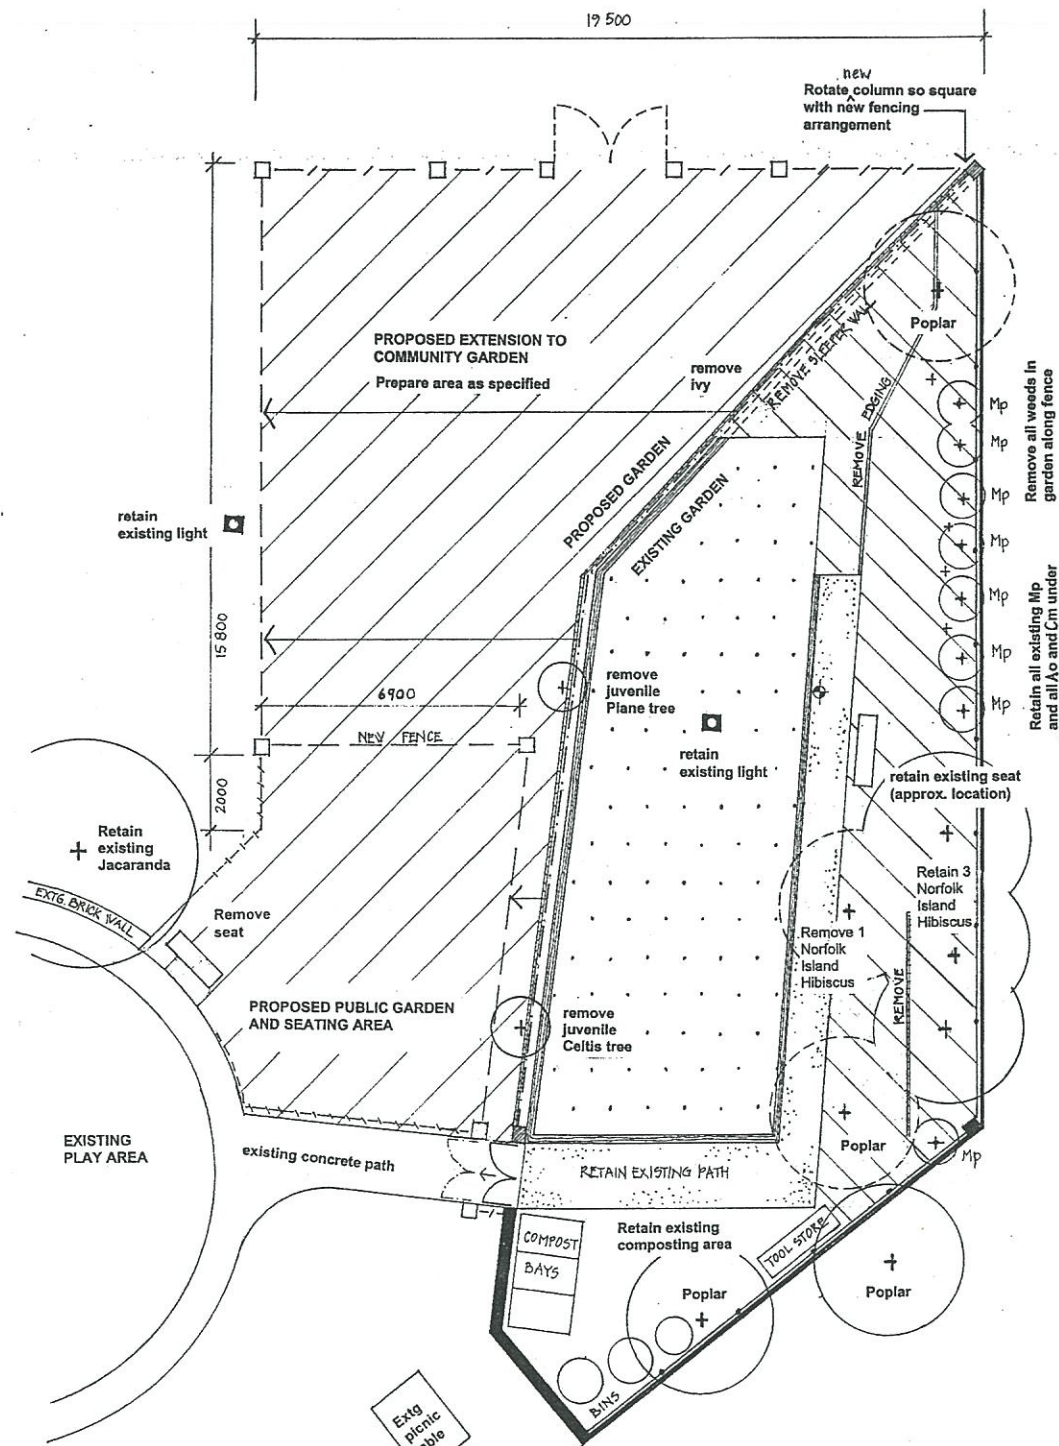 19 500
new
Rotate column so square
with new fencing
arrangement
PROPOSED EXTENSION TO
COMMUNITY GARDEN
Prepare area as specified
remove
ivy
REMOVE SLEEPER WALL
Poplar
REMOVE EDGING
Mp
Mp
Mp
Mp
Mp
Mp
Mp
Remove all weeds in
garden along fence
Retain all existing Mp
and all Ao and Cm under
PROPOSED GARDEN
EXISTING GARDEN
retain
existing light
15 800
6900
NEW FENCE
2000
remove
juvenile
Plane tree
retain
existing light
retain existing seat
(approx. location)
Retain
existing
Jacaranda
EXTG. BRICK WALL
Remove
seat
Retain 3
Norfolk
Island
Hibiscus
Remove 1
Norfolk
Island
Hibiscus
REMOVE
PROPOSED PUBLIC GARDEN
AND SEATING AREA
remove
juvenile
Celtis tree
EXISTING
PLAY AREA
existing concrete path
RETAIN EXISTING PATH
Poplar
Mp
COMPOST
BAYS
Retain existing
composting area
TOOL STORE
Poplar
Poplar
BINS
Extg
picnic